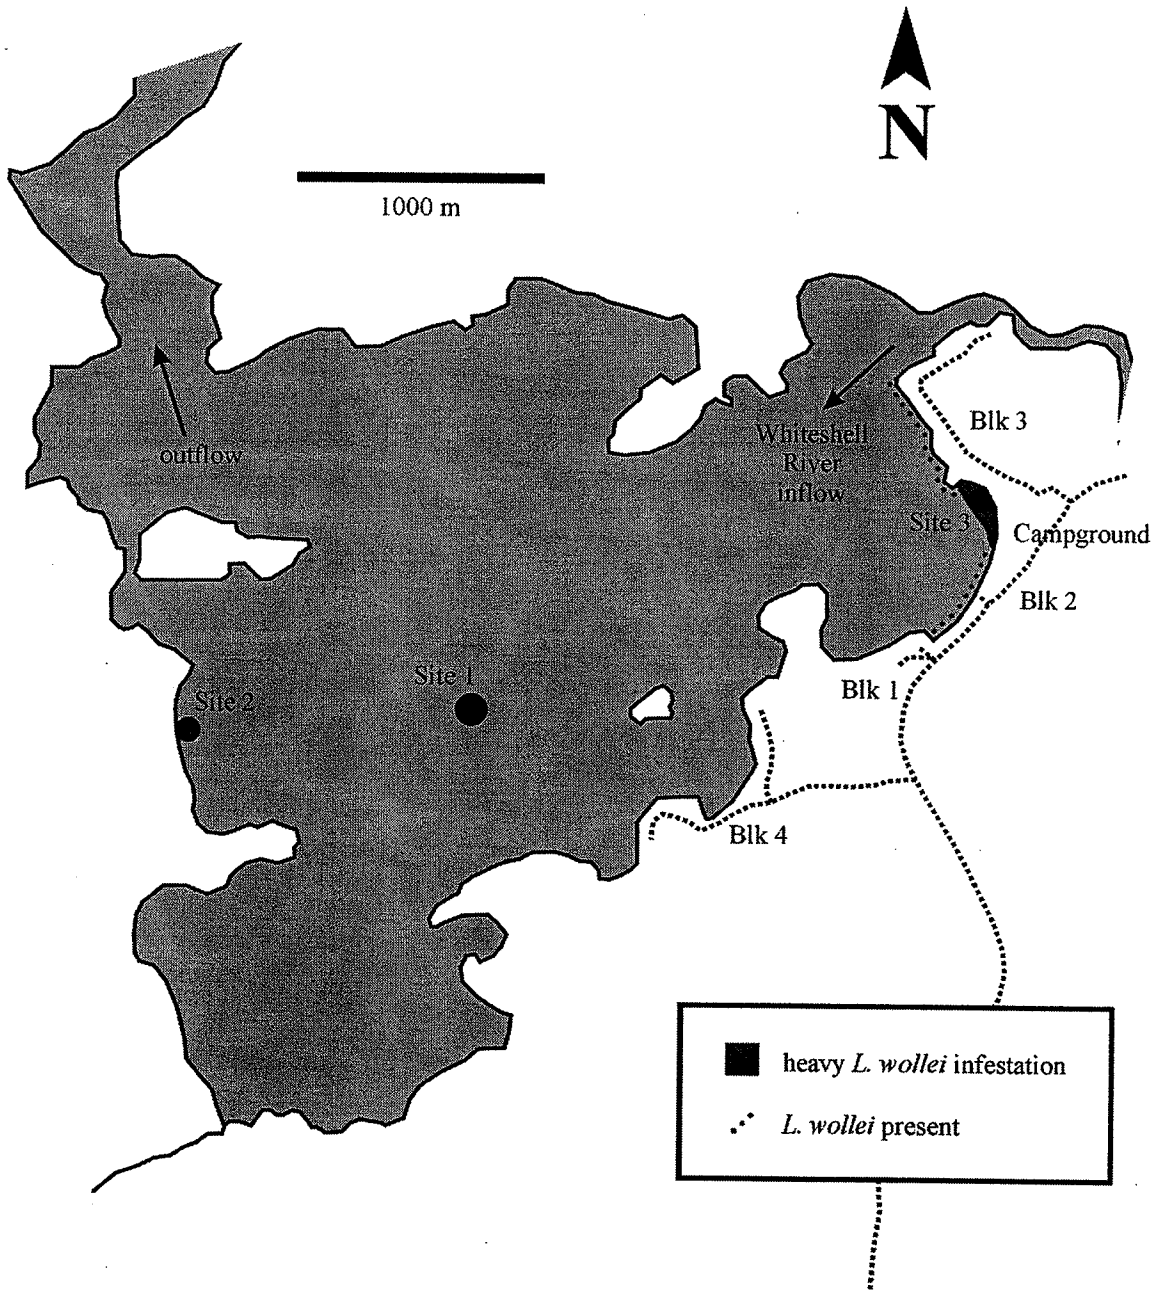 N
1000 m
Blk 3
outflow
Whiteshell
River
inflow
Site 3
Campground
Blk 2
Site 1
Blk 1
Site 2
Blk 4
heavy L. wollei infestation
L. wollei present